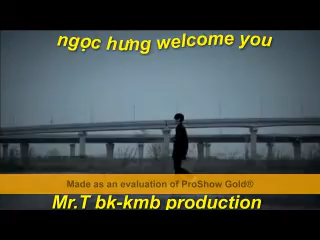 ngọc hưng welcome you
Made as an evaluation of ProShow Gold®
Mr.T bk-kmb production